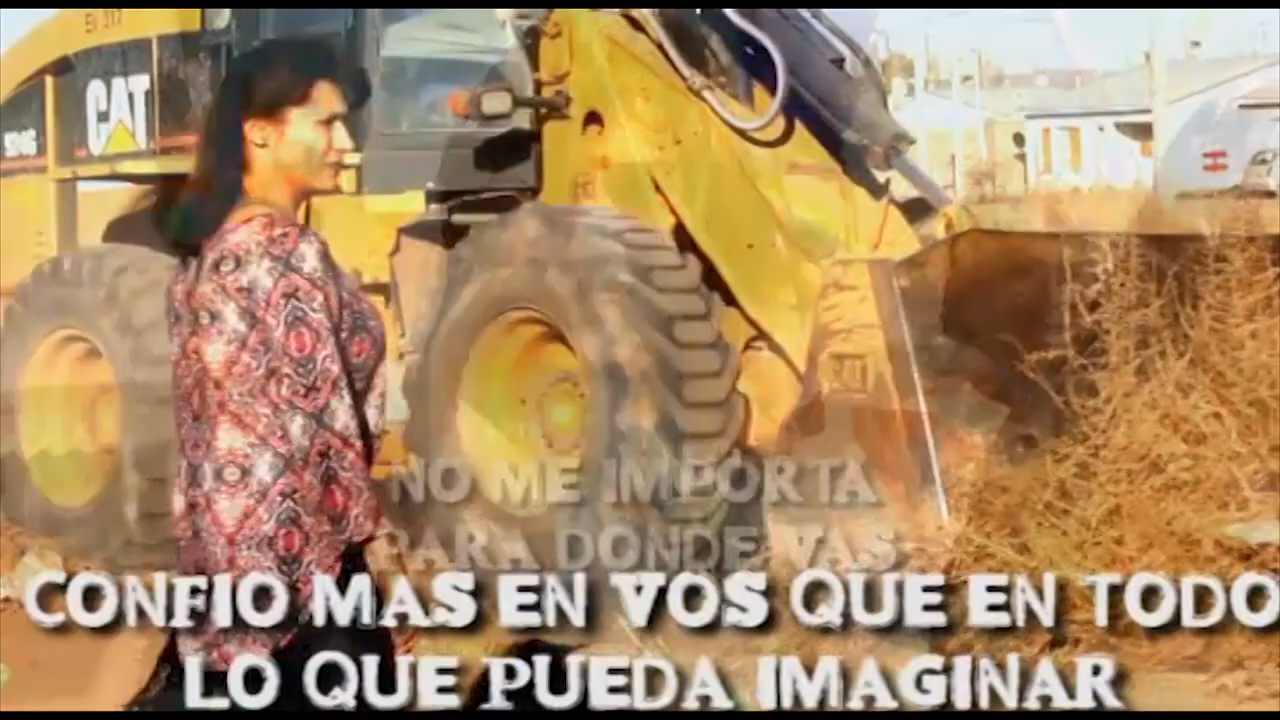 CAT
NO ME IMPORTA
PARA DONDE VAS
CONFIO MAS EN VOS QUE EN TODO
LO QUE PUEDA IMAGINAR